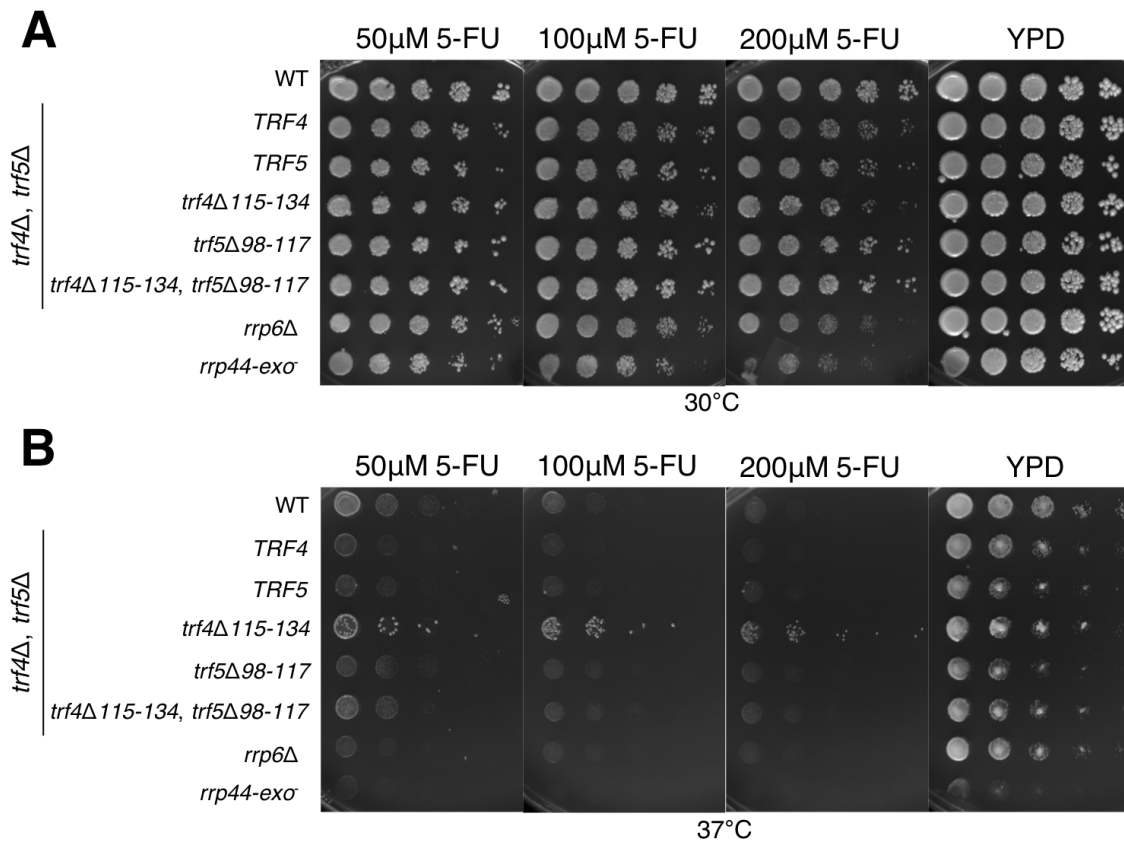 A
50µM 5-FU 100µM 5-FU 200µM 5-FU YPD
WT
TRF4
TRF5
trf4Δ115-134
trf5Δ98-117
trf4Δ115-134, trf5Δ98-117
rrp6Δ
rrp44-exo-
trf4Δ, trf5Δ
30°C
B
50µM 5-FU 100µM 5-FU 200µM 5-FU YPD
WT
TRF4
TRF5
trf4Δ115-134
trf5Δ98-117
trf4Δ115-134, trf5Δ98-117
rrp6Δ
rrp44-exo-
trf4Δ, trf5Δ
37°C